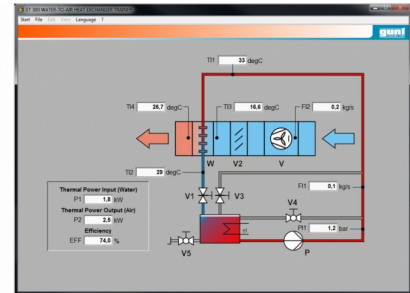 ET 300 WATER-TO-AIR HEAT EXCHANGER TRAINER
Start File Edit View Language ?
gunt
TI1 33 degC
TI4 26,7 degC TI3 16,6 degC FI2 0,2 kg/s
W V2 V
TI2 29 degC
Thermal Power Input (Water)
P1 1,8 kW
Thermal Power Output (Air)
P2 2,5 kW
Efficiency
EFF 74,0 %
V1 V3
FI1 0,1 kg/s
V4
el.
PI1 1,2 bar
V5 P